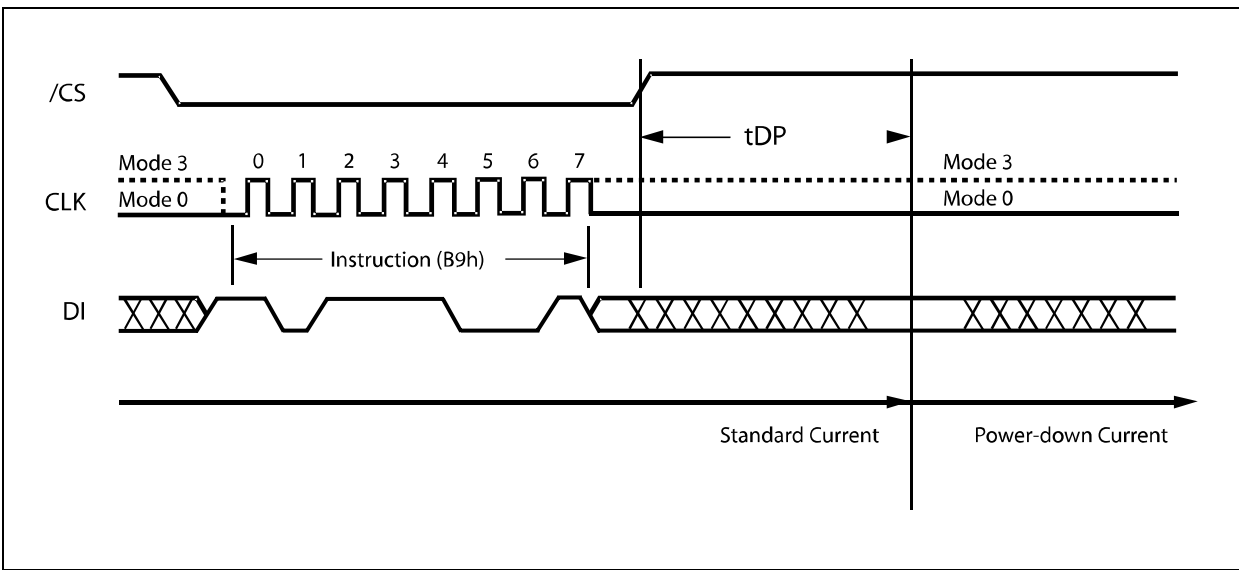 /CS
tDP
Mode 3
0 1 2 3 4 5 6 7
Mode 3
CLK
Mode 0
Mode 0
Instruction (B9h)
DI
Standard Current
Power-down Current